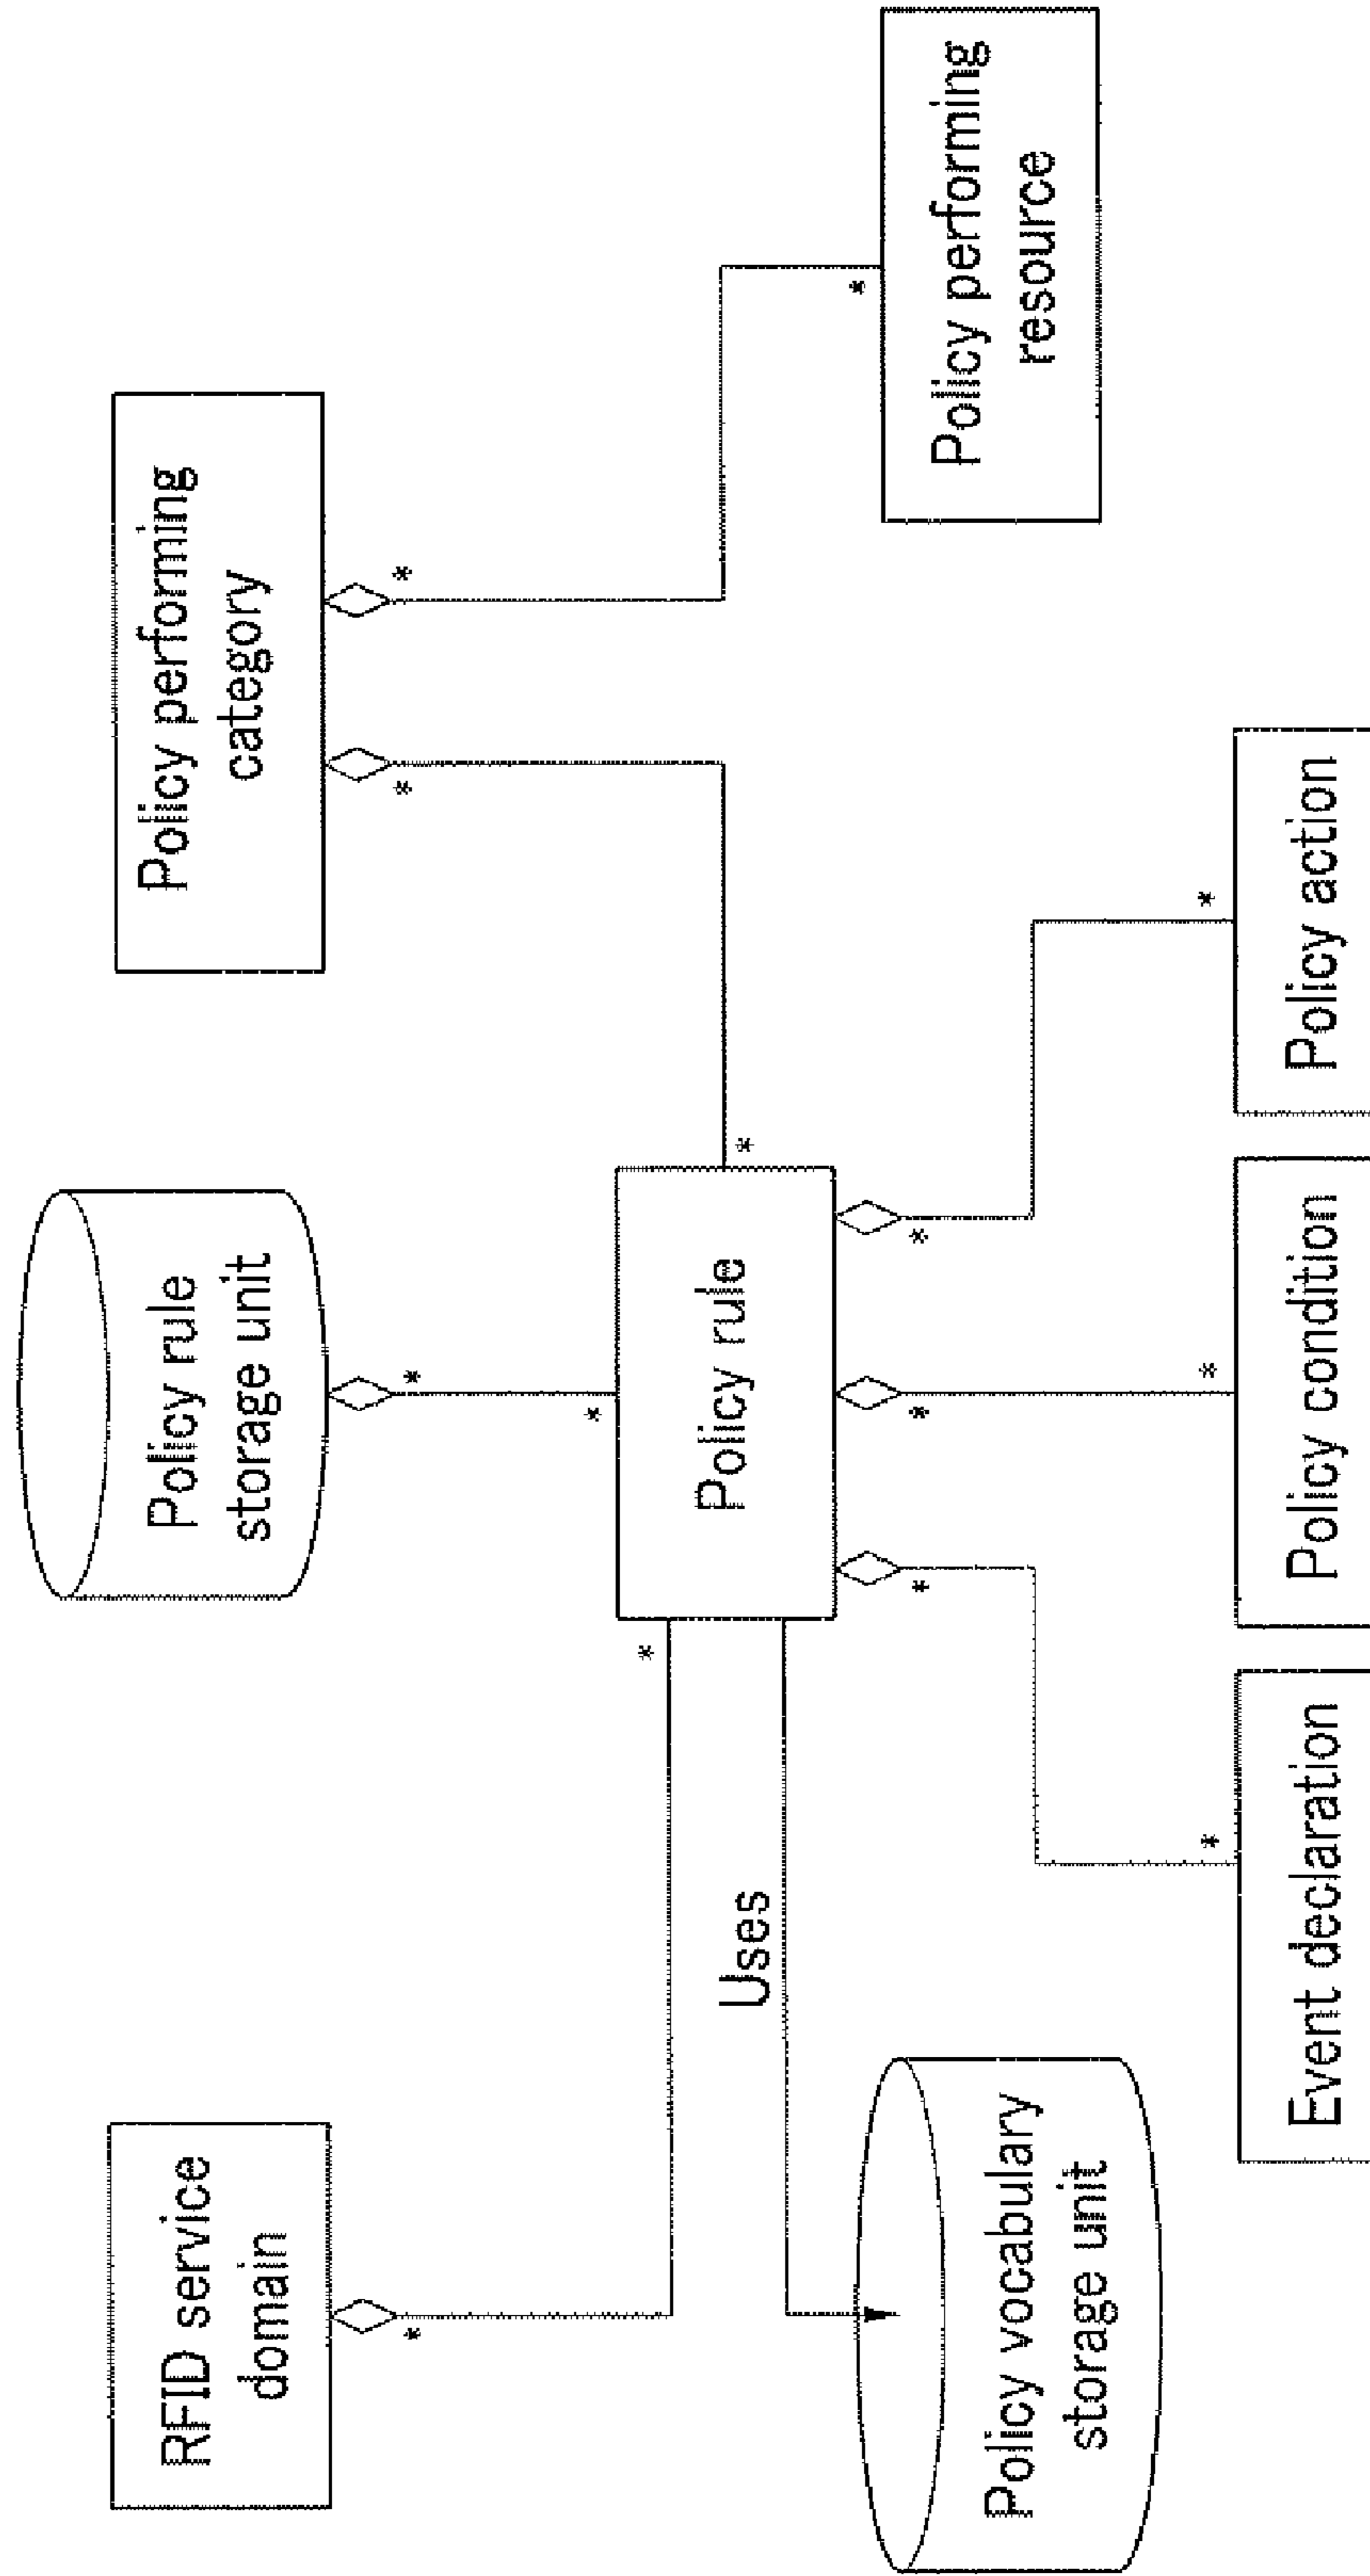 RFID service
domain
*
Policy rule
storage unit
*
*
Policy performing
category
*
*
*
*
Uses
Policy rule
*
*
*
*
Policy vocabulary
storage unit
Policy performing
resource
*
Event declaration
*
Policy condition
*
Policy action
*